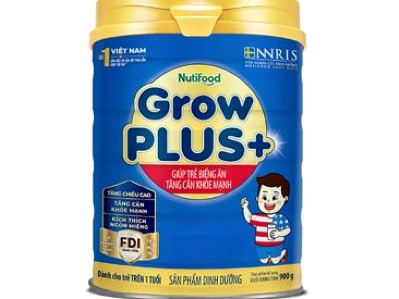 1 VIỆT NAM
NNRIS
Nutifood
Grow
PLUS+
GIÚP TRẺ BIẾNG ĂN
TĂNG CÂN KHỎE MẠNH
TĂNG CHIỀU CAO
TĂNG CÂN
KHỎE MẠNH
KÍCH THÍCH
NGON MIỆNG
FDI
Dành cho trẻ TRÊN 1 TUỔI
SẢN PHẨM DINH DƯỠNG
900 g